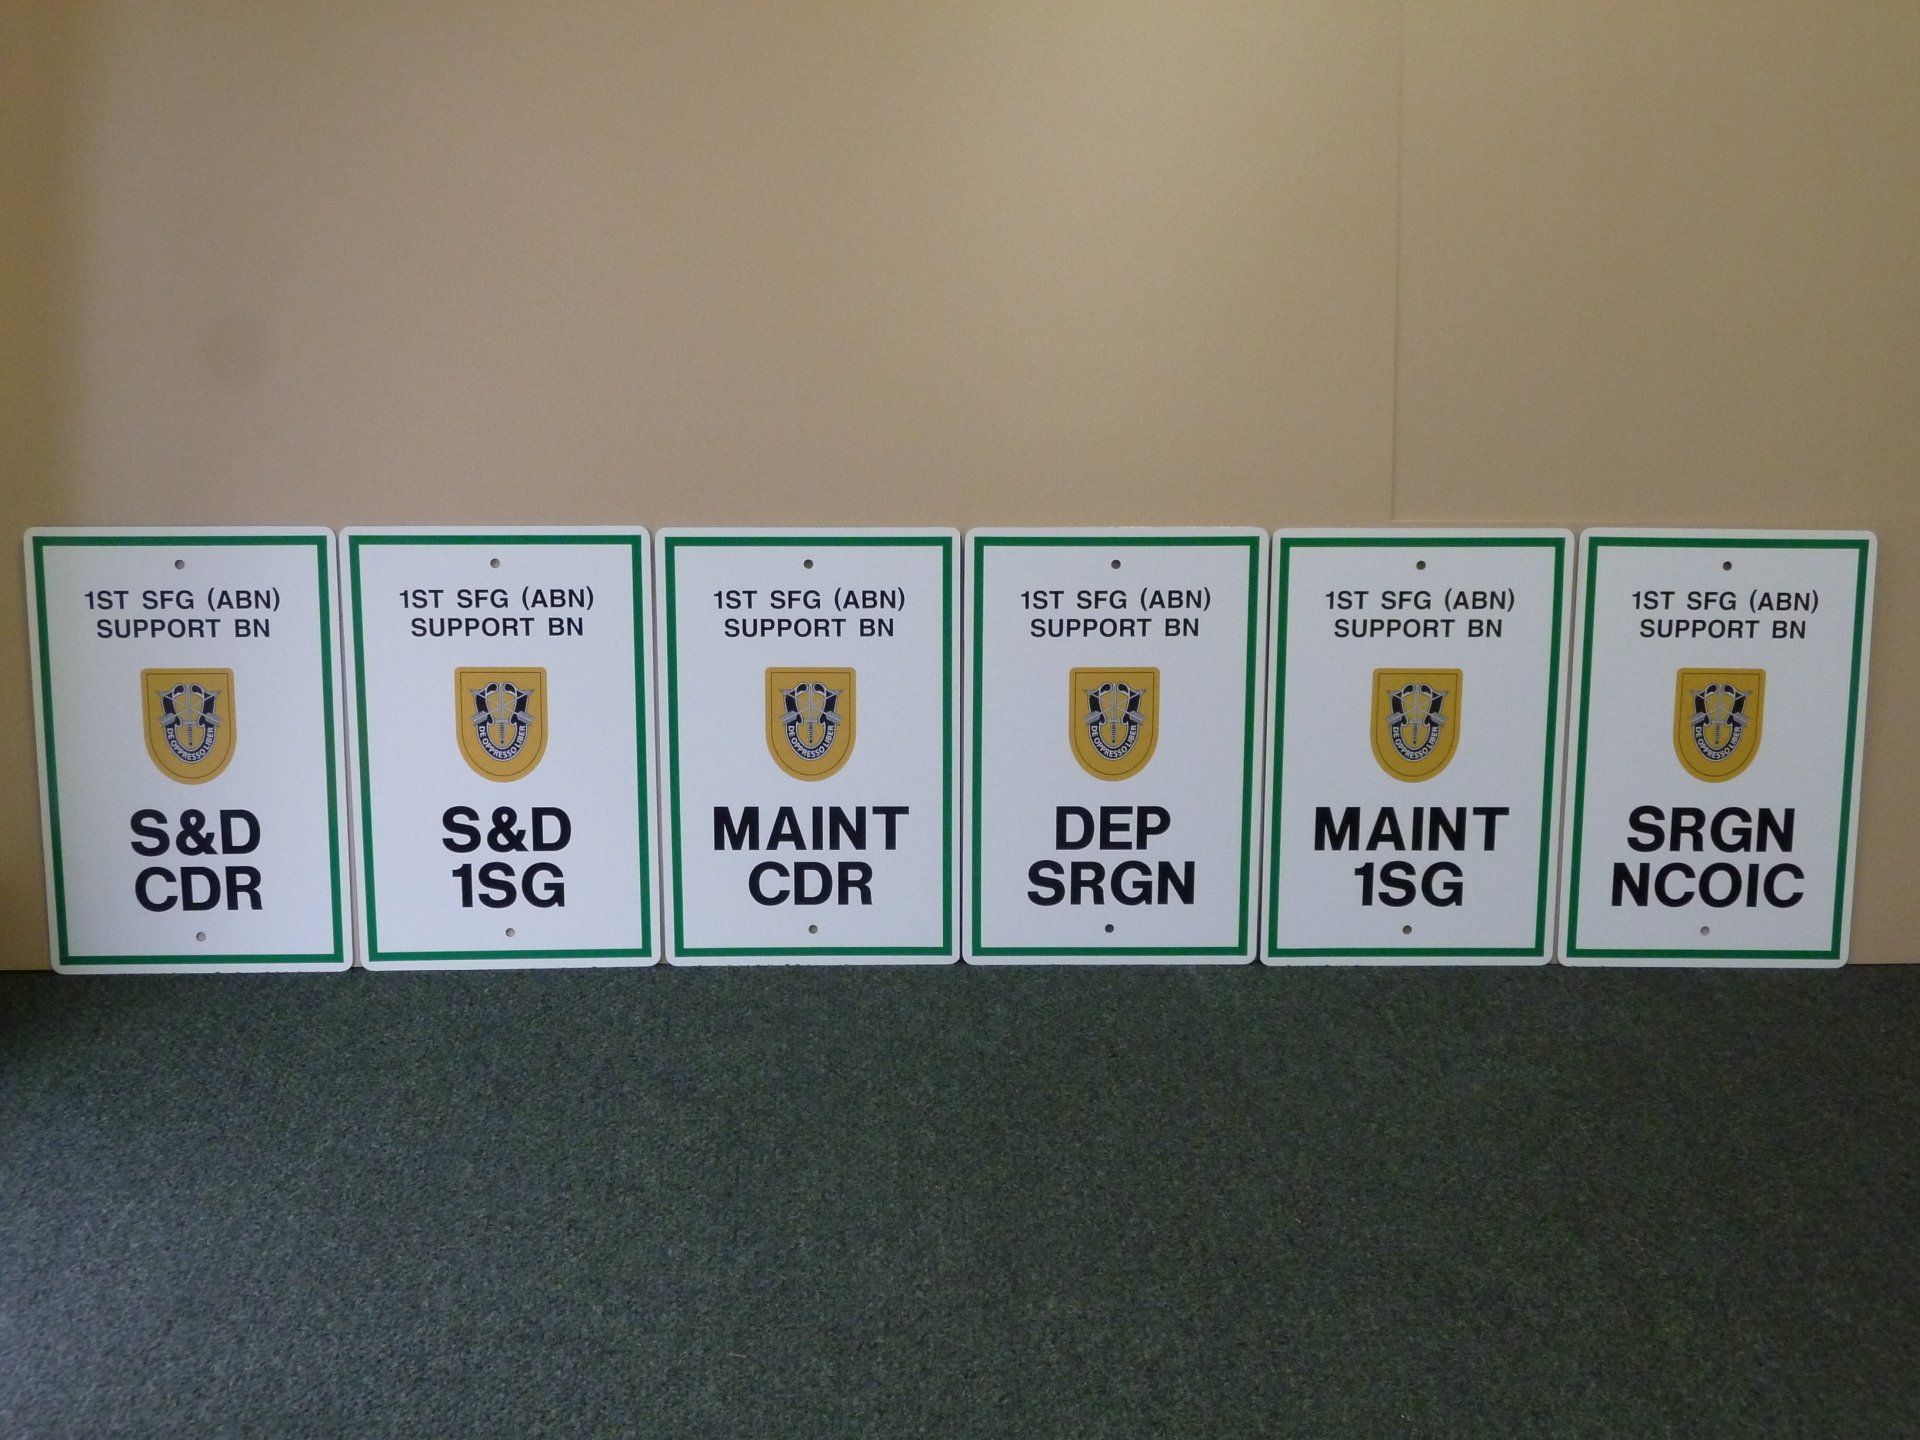 1ST SFG (ABN)
SUPPORT BN
DE OPPRESSO LIBER
S&D
CDR
1ST SFG (ABN)
SUPPORT BN
DE OPPRESSO LIBER
S&D
1SG
1ST SFG (ABN)
SUPPORT BN
DE OPPRESSO LIBER
MAINT
CDR
1ST SFG (ABN)
SUPPORT BN
DE OPPRESSO LIBER
DEP
SRGN
1ST SFG (ABN)
SUPPORT BN
DE OPPRESSO LIBER
MAINT
1SG
1ST SFG (ABN)
SUPPORT BN
DE OPPRESSO LIBER
SRGN
NCOIC